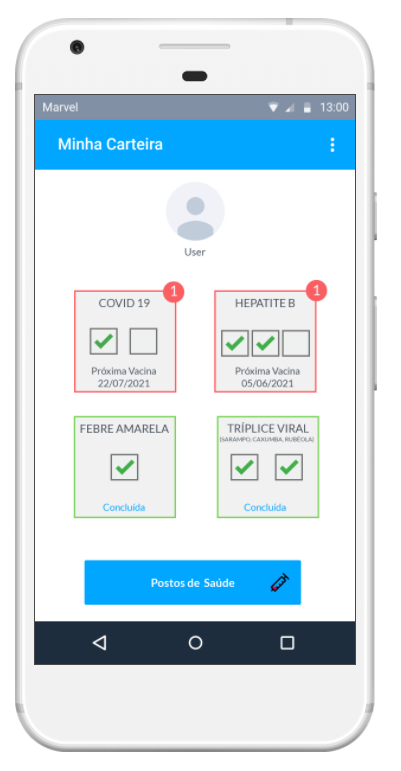 Marvel 13:00
Minha Carteira
User
1
COVID 19
Próxima Vacina
22/07/2021
1
HEPATITE B
Próxima Vacina
05/06/2021
FEBRE AMARELA
Concluída
TRÍPLICE VIRAL
(SARAMPO, CAXUMBA, RUBÉOLA)
Concluída
Postos de Saúde